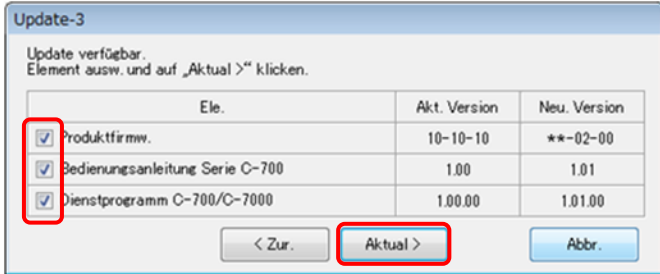 Update-3
Update verfügbar.
Element ausw. und auf „Aktual >“ klicken.
Ele. Akt. Version Neu. Version
Produktfirmw. 10-10-10 **-02-00
Bedienungsanleitung Serie C-700 1.00 1.01
Dienstprogramm C-700/C-7000 1.00.00 1.01.00
< Zur. Aktual > Abbr.